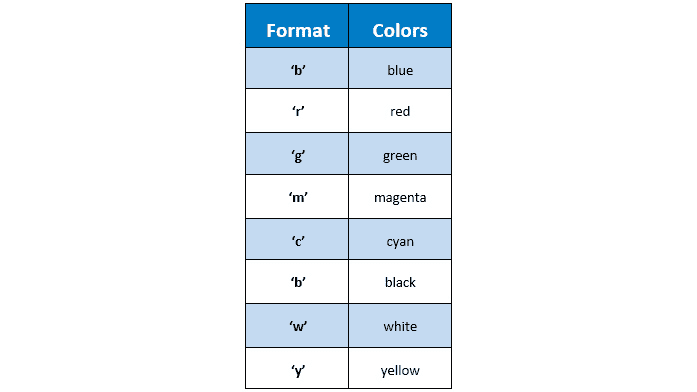 Format Colors
‘b’ blue
‘r’ red
‘g’ green
‘m’ magenta
‘c’ cyan
‘b’ black
‘w’ white
‘y’ yellow